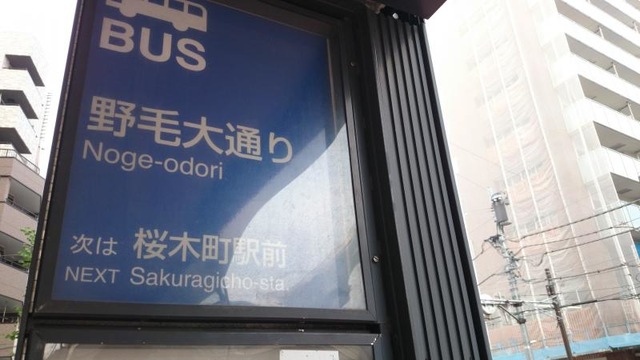 BUS
野毛大通り
Noge-odori
次は 桜木町駅前
NEXT Sakuragicho-sta.